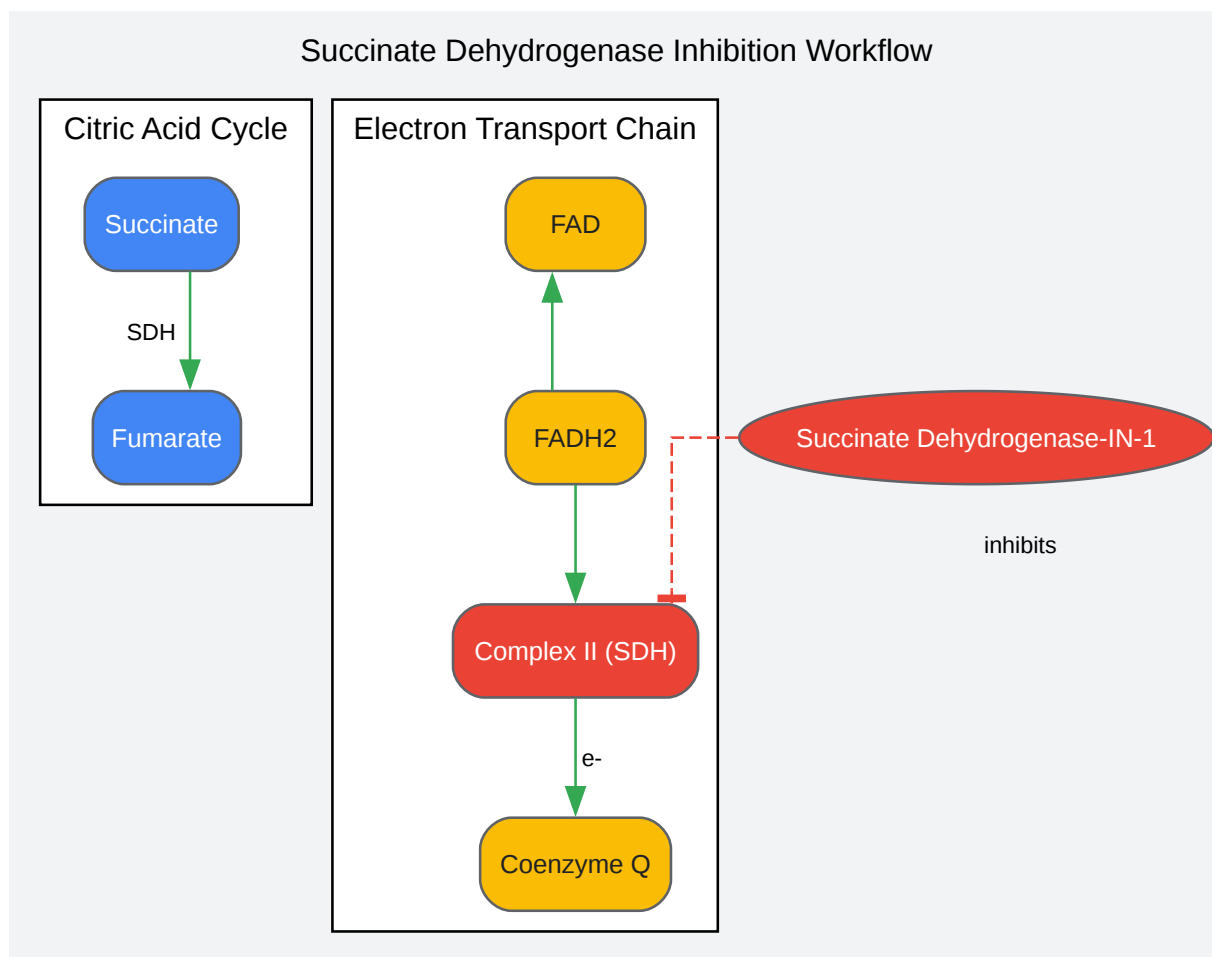 Succinate Dehydrogenase Inhibition Workflow
Citric Acid Cycle
Succinate
SDH
Fumarate
Electron Transport Chain
FAD
FADH2
Complex II (SDH)
e-
Coenzyme Q
Succinate Dehydrogenase-IN-1
inhibits